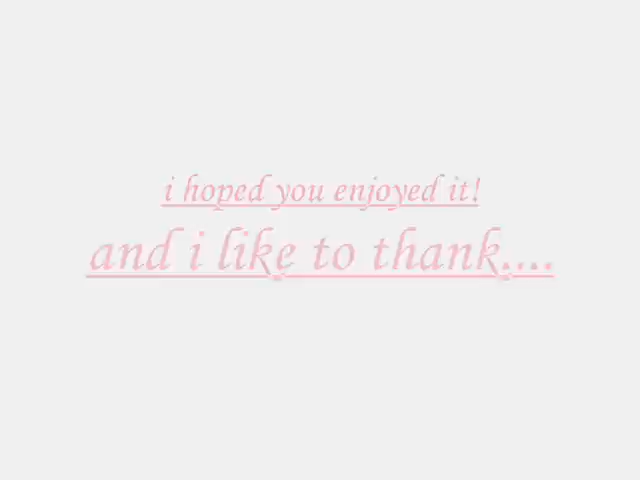 i hoped you enjoyed it!
and i like to thank....